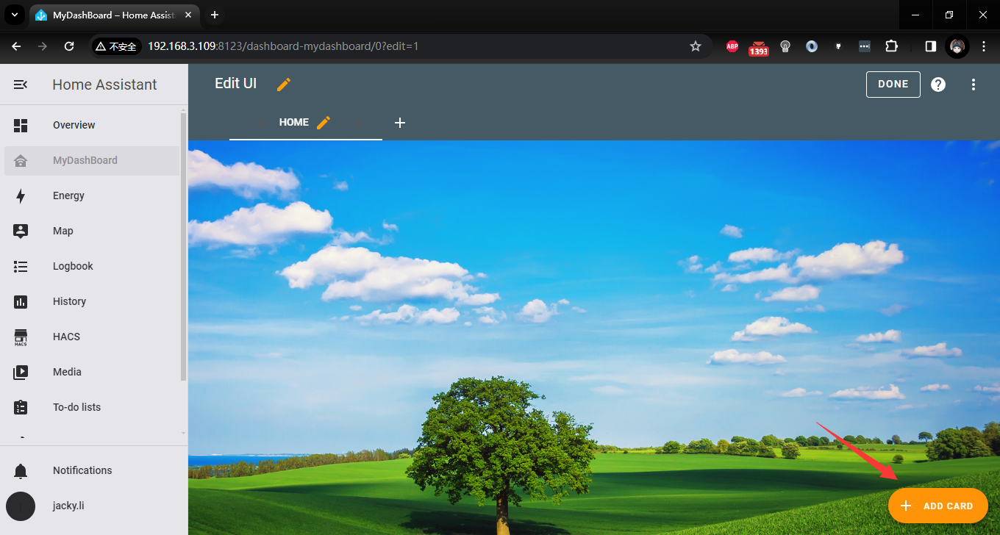 MyDashBoard – Home Assist
不安全
192.168.3.109:8123/dashboard-mydashboard/0?edit=1
ABP
1393
Home Assistant
Edit UI
DONE
HOME
Overview
MyDashBoard
Energy
Map
Logbook
History
HACS
HACS
Media
To-do lists
Notifications
jacky.li
ADD CARD